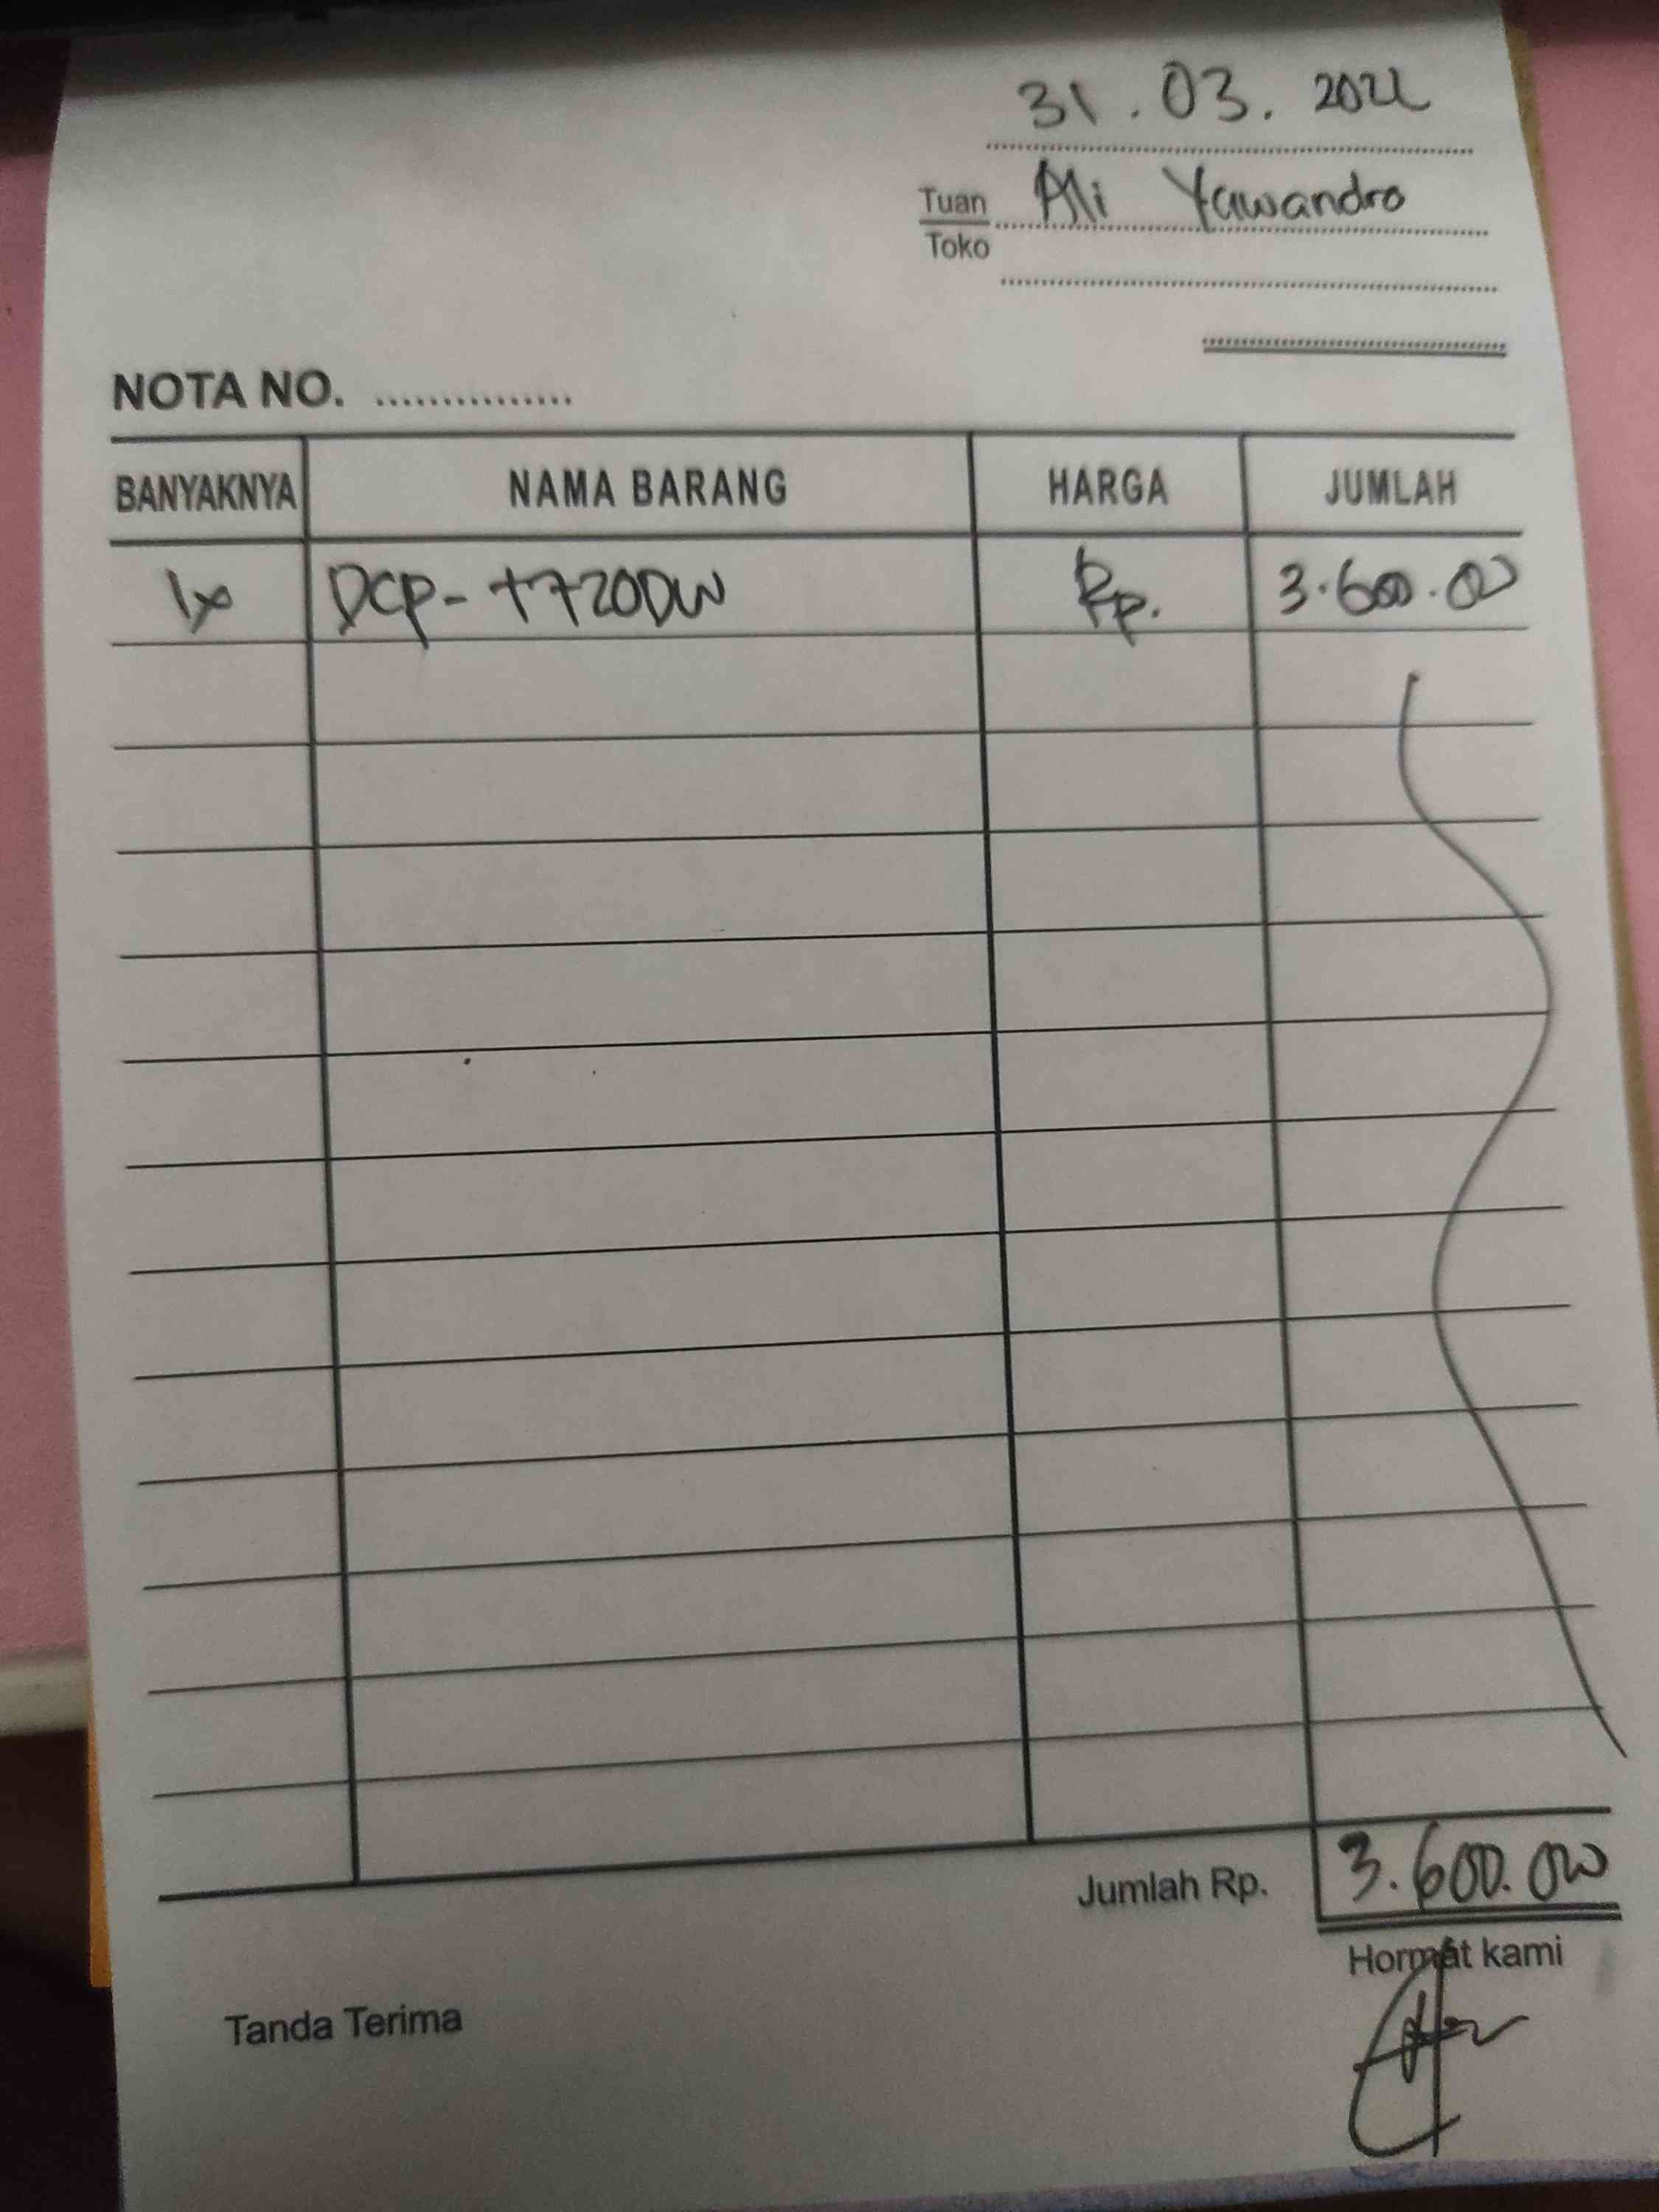 31.03.2022
Tuan Ali Yawandro
Toko
NOTA NO. ...............
BANYAKNYA NAMA BARANG HARGA JUMLAH
1x DCP-T720DW Rp. 3.600.000
Jumlah Rp. 3.600.000
Hormat kami
Tanda Terima